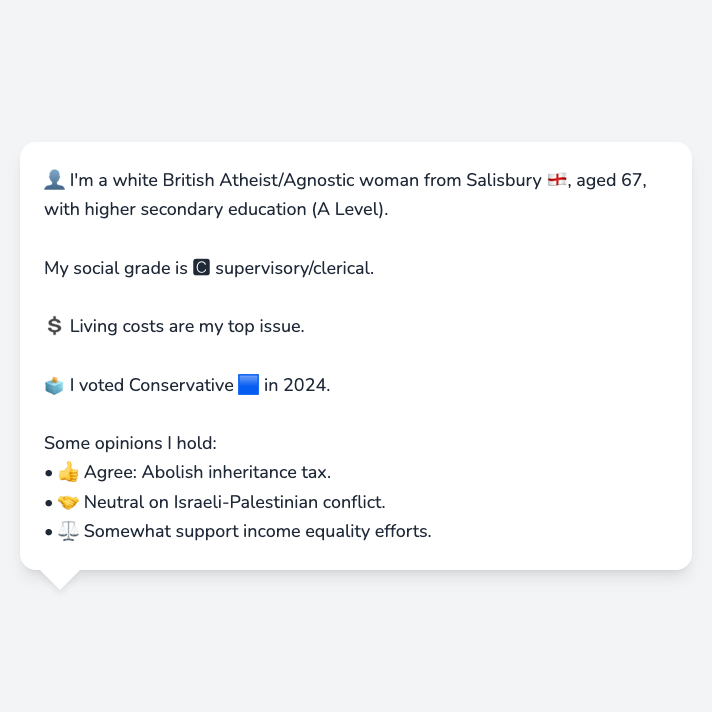 👤 I'm a white British Atheist/Agnostic woman from Salisbury 🏴󠁧󠁢󠁥󠁮󠁧󠁿, aged 67,
with higher secondary education (A Level).
My social grade is 🅲 supervisory/clerical.
💲 Living costs are my top issue.
🗳️ I voted Conservative 🟦 in 2024.
Some opinions I hold:
• 👍 Agree: Abolish inheritance tax.
• 🤝 Neutral on Israeli-Palestinian conflict.
• ⚖️ Somewhat support income equality efforts.